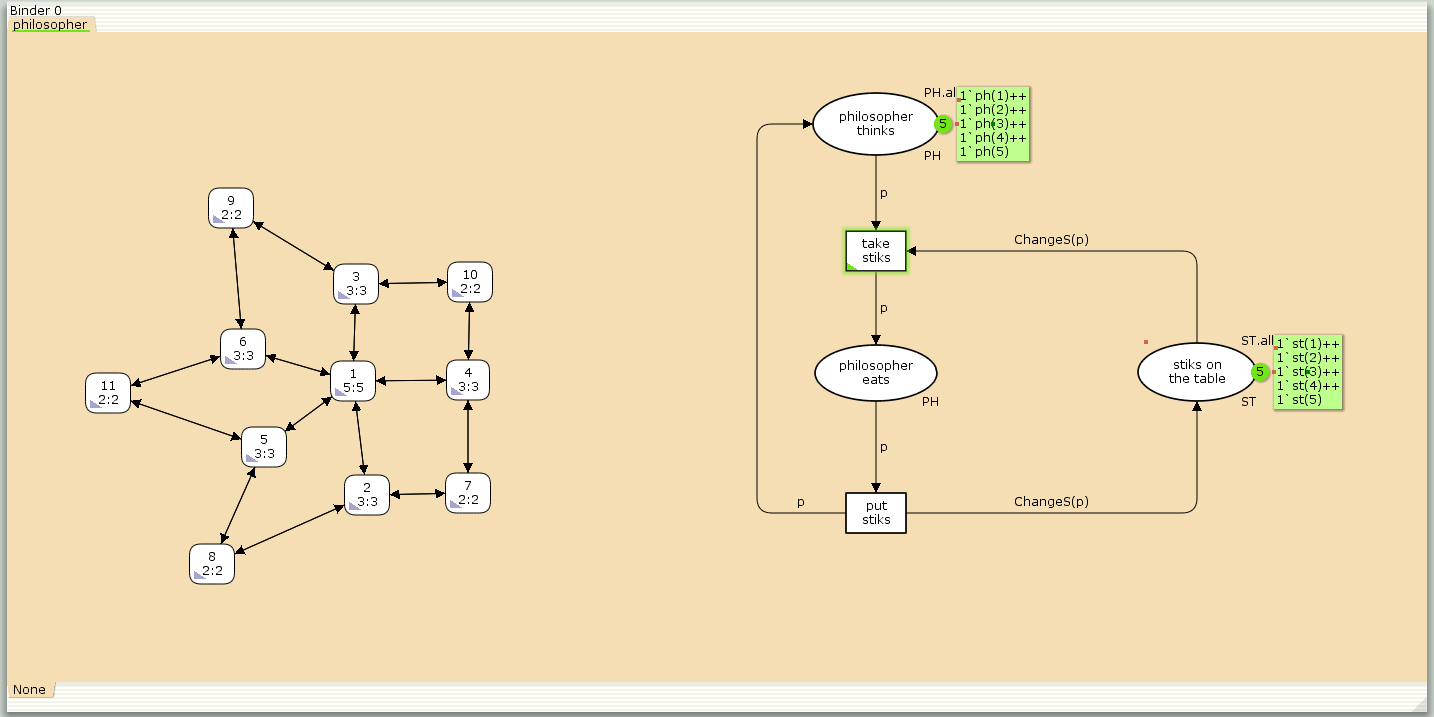 Binder 0
philosopher
9
2:2
3
3:3
10
2:2
6
3:3
11
2:2
1
5:5
4
3:3
5
3:3
2
3:3
7
2:2
8
2:2
philosopher
thinks
PH.al
5
1`ph(1)++
1`ph(2)++
1`ph(3)++
1`ph(4)++
1`ph(5)
PH
p
take
stiks
ChangeS(p)
p
philosopher
eats
PH
stiks on
the table
ST.all
5
1`st(1)++
1`st(2)++
1`st(3)++
1`st(4)++
1`st(5)
ST
p
put
stiks
p
ChangeS(p)
None